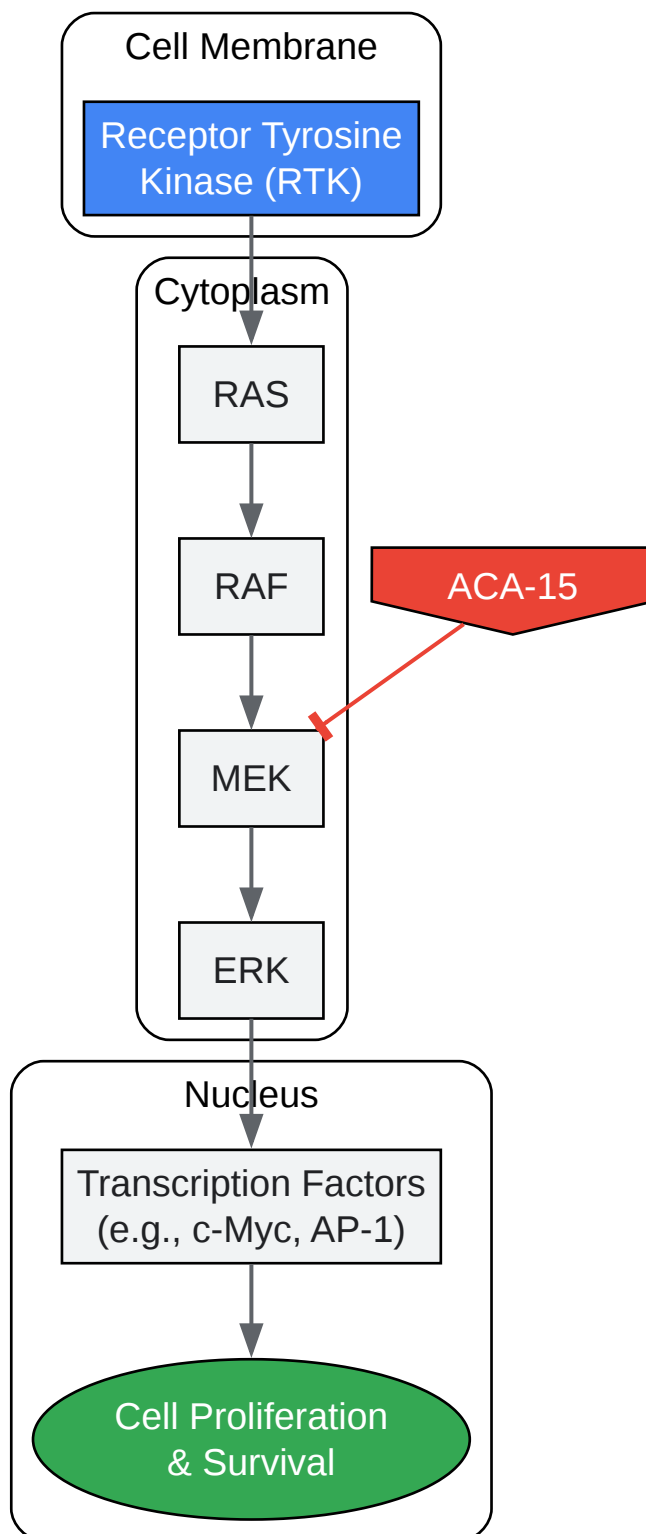 Cell Membrane
Receptor Tyrosine
Kinase (RTK)
Cytoplasm
RAS
RAF
ACA-15
MEK
ERK
Nucleus
Transcription Factors
(e.g., c-Myc, AP-1)
Cell Proliferation
& Survival